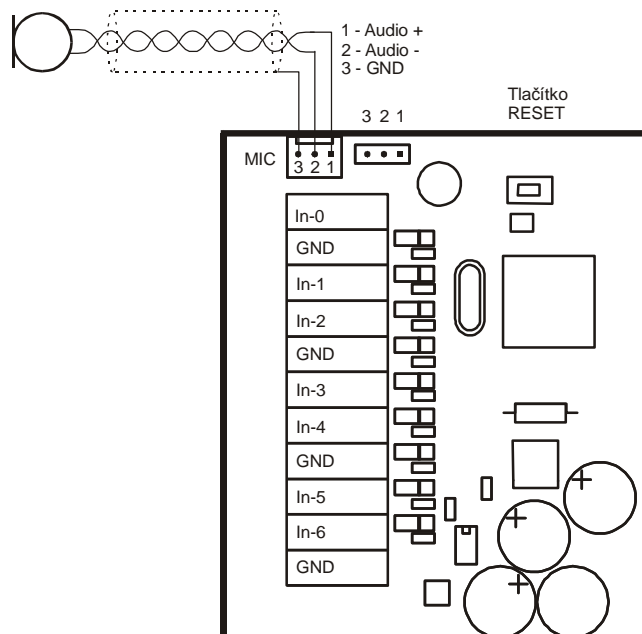 1 - Audio +
2 - Audio -
3 - GND
Tlačítko
RESET
3 2 1
MIC
3 2 1
In-0
GND
In-1
In-2
GND
In-3
In-4
GND
In-5
In-6
GND